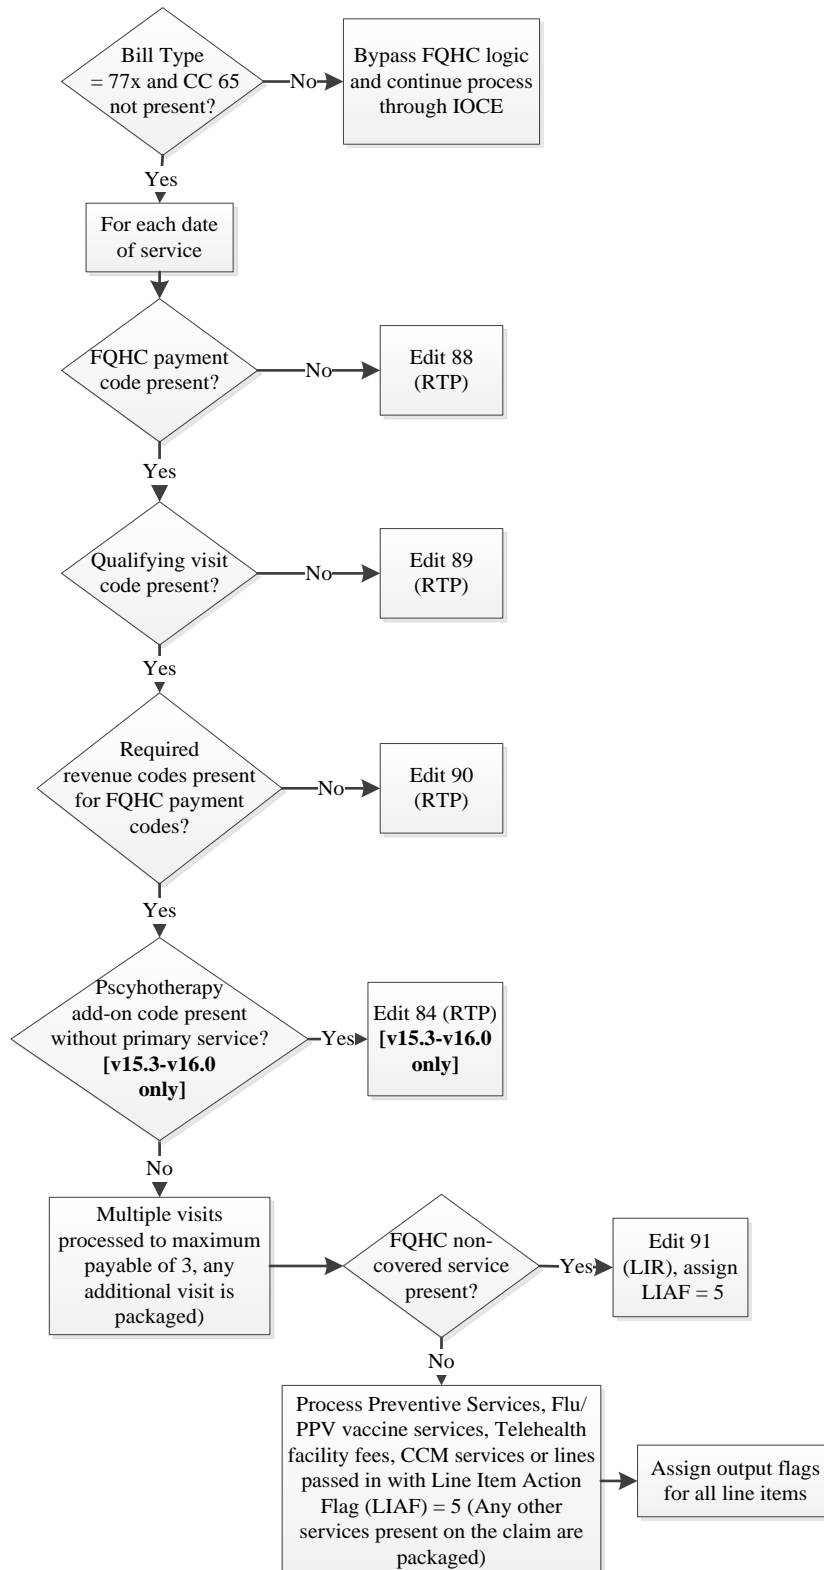 Bill Type
= 77x and CC 65
not present?
No
Bypass FQHC logic
and continue process
through IOCE
Yes
For each date
of service
FQHC payment
code present?
No
Edit 88
(RTP)
Yes
Qualifying visit
code present?
No
Edit 89
(RTP)
Yes
Required
revenue codes present
for FQHC payment
codes?
No
Edit 90
(RTP)
Yes
Pscyhotherapy
add-on code present
without primary service?
[v15.3-v16.0
only]
Yes
Edit 84 (RTP)
[v15.3-v16.0
only]
No
Multiple visits
processed to maximum
payable of 3, any
additional visit is
packaged)
FQHC non-
covered service
present?
Yes
Edit 91
(LIR), assign
LIAF = 5
No
Process Preventive Services, Flu/
PPV vaccine services, Telehealth
facility fees, CCM services or lines
passed in with Line Item Action
Flag (LIAF) = 5 (Any other
services present on the claim are
packaged)
Assign output flags
for all line items